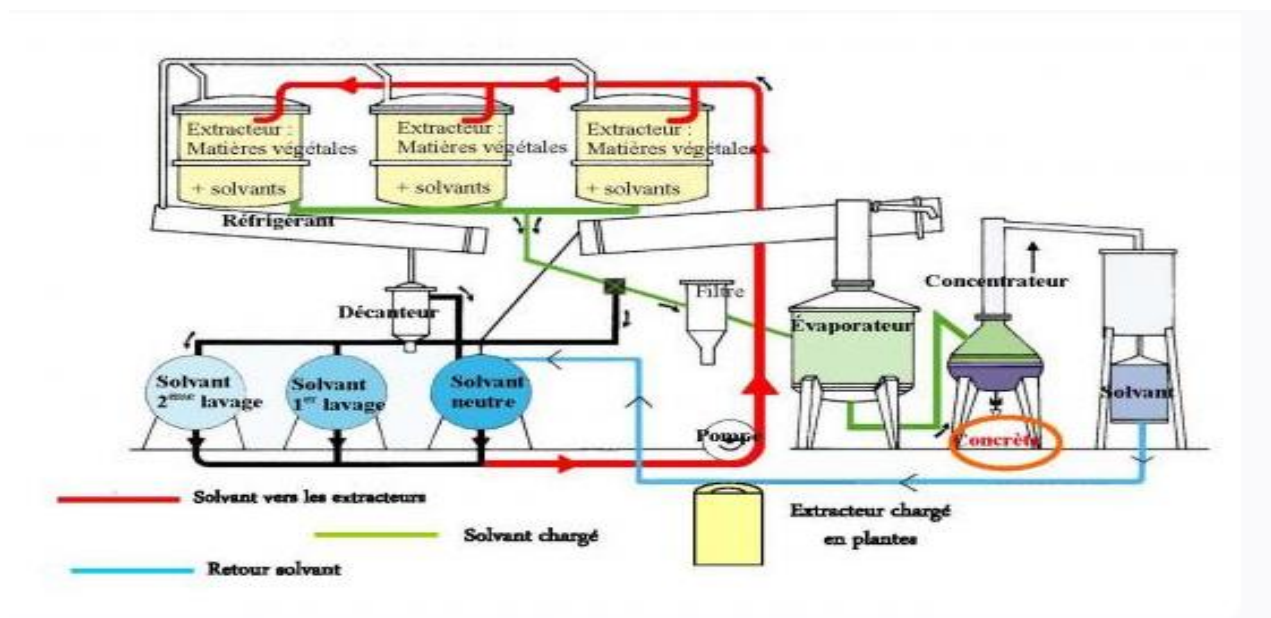 Extracteur :
Matières végétales
+ solvants
Extracteur :
Matières végétales
+ solvants
Extracteur :
Matières végétales
+ solvants
Réfrigérant
Concentrateur
Filtre
Décanteur
Évaporateur
Solvant
2ème lavage
Solvant
1er lavage
Solvant
neutre
Solvant
Pompe
Concrète
Solvant vers les extracteurs
Extracteur chargé
en plantes
Solvant chargé
Retour solvant